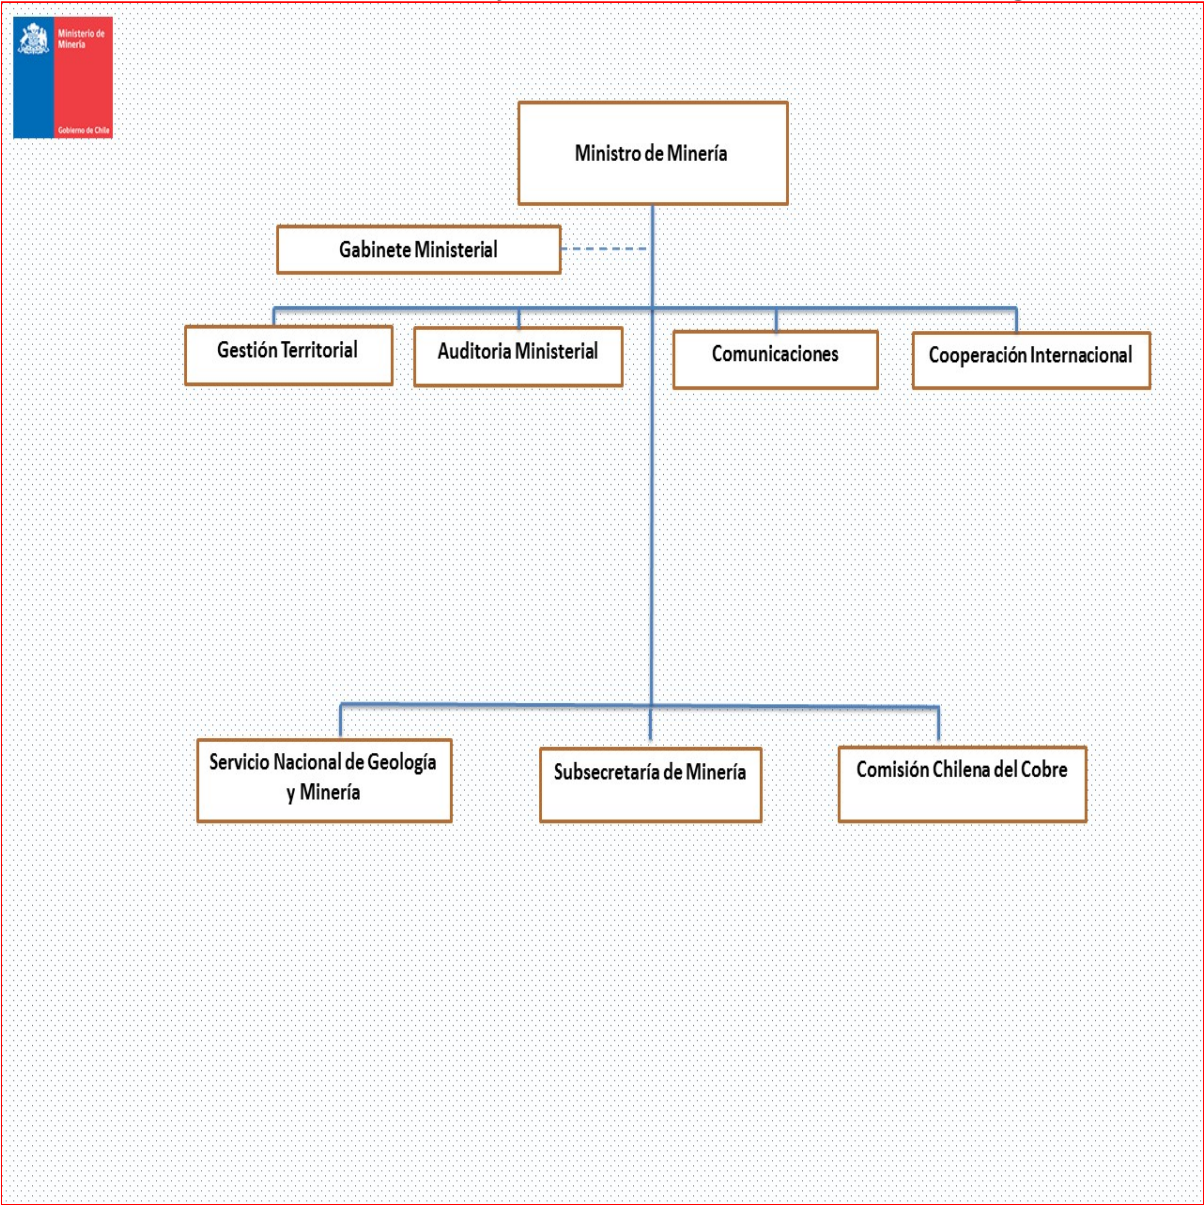 Ministerio de
Minería
Gobierno de Chile
Ministro de Minería
Gabinete Ministerial
Gestión Territorial
Auditoria Ministerial
Comunicaciones
Cooperación Internacional
Servicio Nacional de Geología
y Minería
Subsecretaría de Minería
Comisión Chilena del Cobre